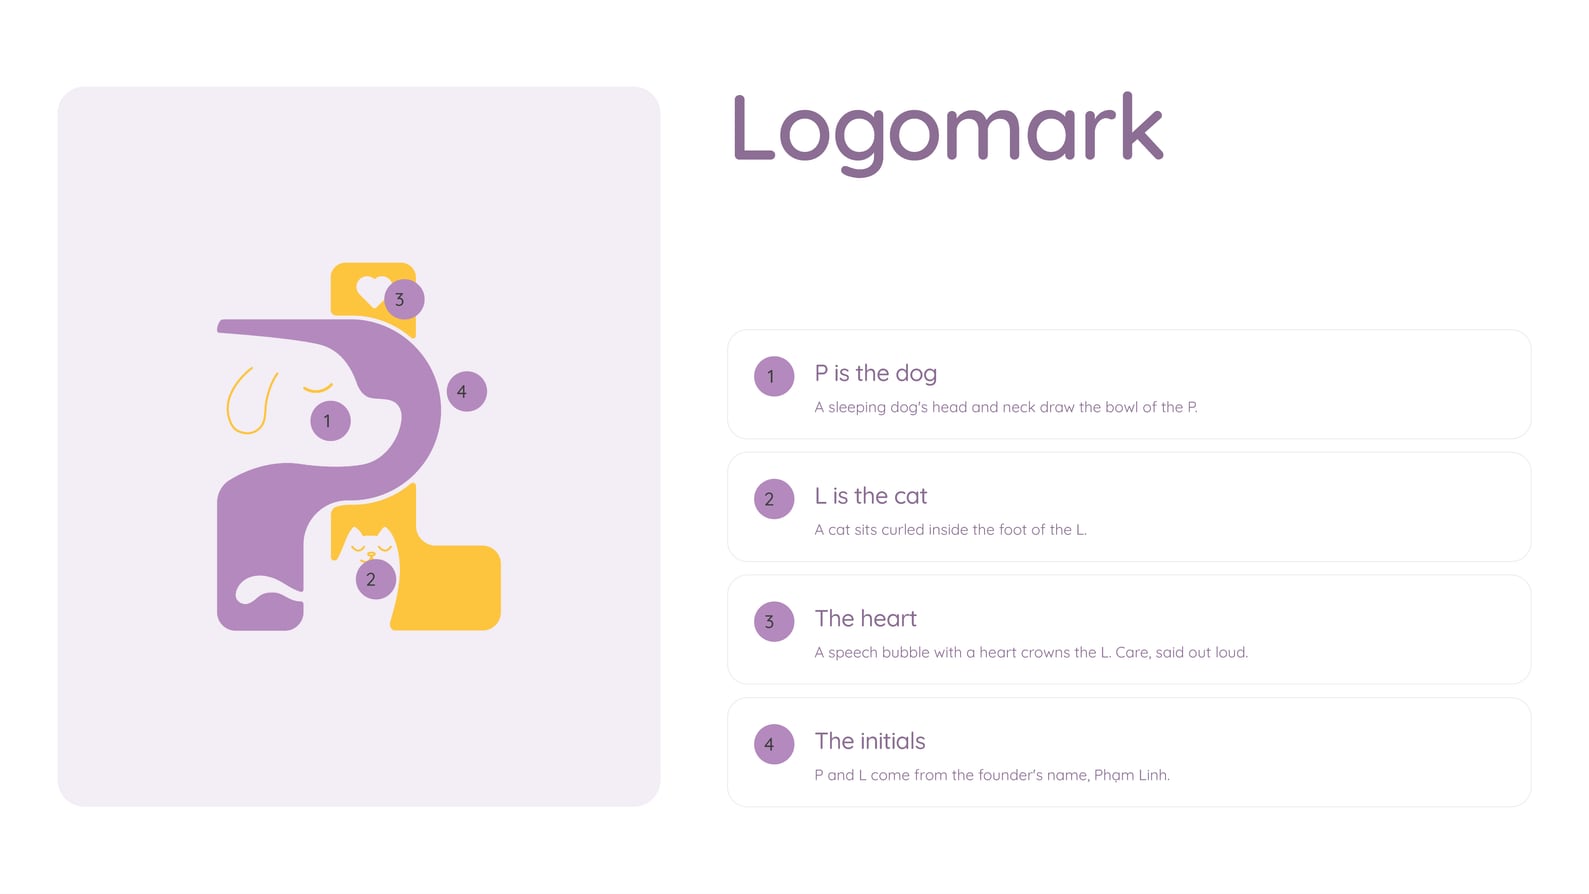 Logomark
3
4
1
2
1
P is the dog
A sleeping dog's head and neck draw the bowl of the P.
2
L is the cat
A cat sits curled inside the foot of the L.
3
The heart
A speech bubble with a heart crowns the L. Care, said out loud.
4
The initials
P and L come from the founder's name, Phạm Linh.